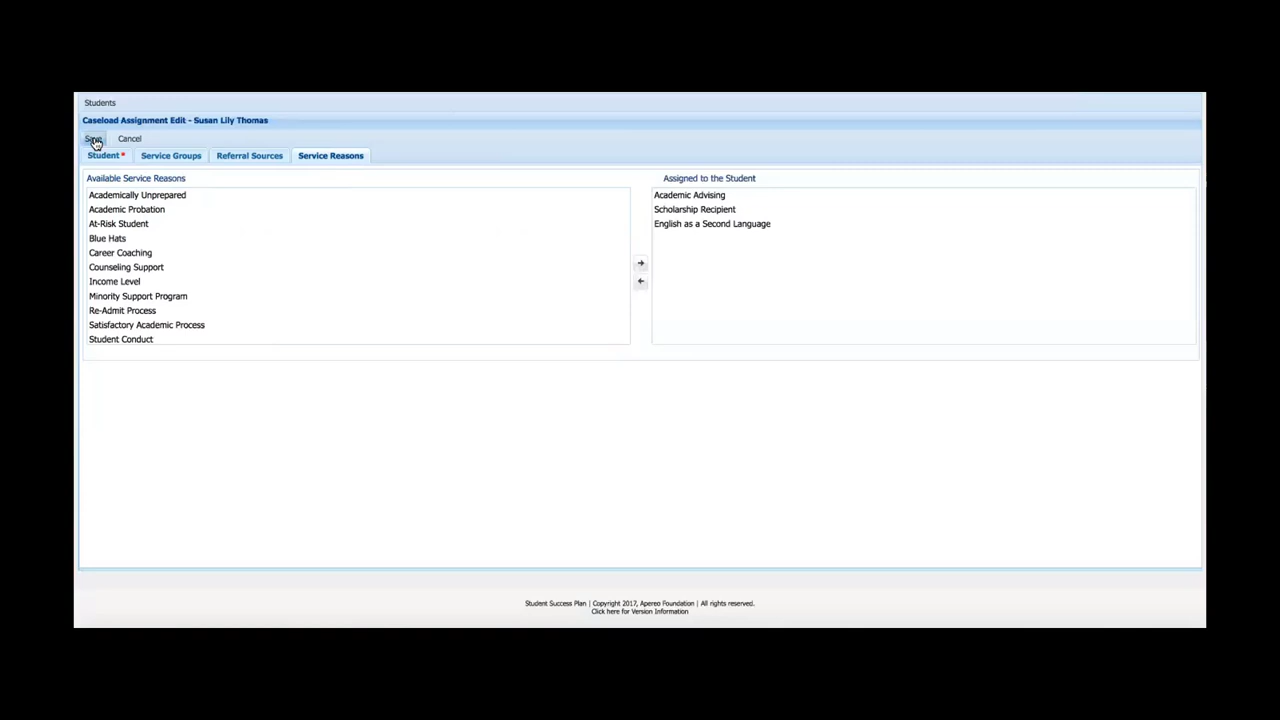 Students
Caseload Assignment Edit - Susan Lily Thomas
Save Cancel
Student * Service Groups Referral Sources Service Reasons
Available Service Reasons
Academically Unprepared
Academic Probation
At-Risk Student
Blue Hats
Career Coaching
Counseling Support
Income Level
Minority Support Program
Re-Admit Process
Satisfactory Academic Process
Student Conduct
Assigned to the Student
Academic Advising
Scholarship Recipient
English as a Second Language
Student Success Plan | Copyright 2017, Apereo Foundation | All rights reserved.
Click here for Version Information